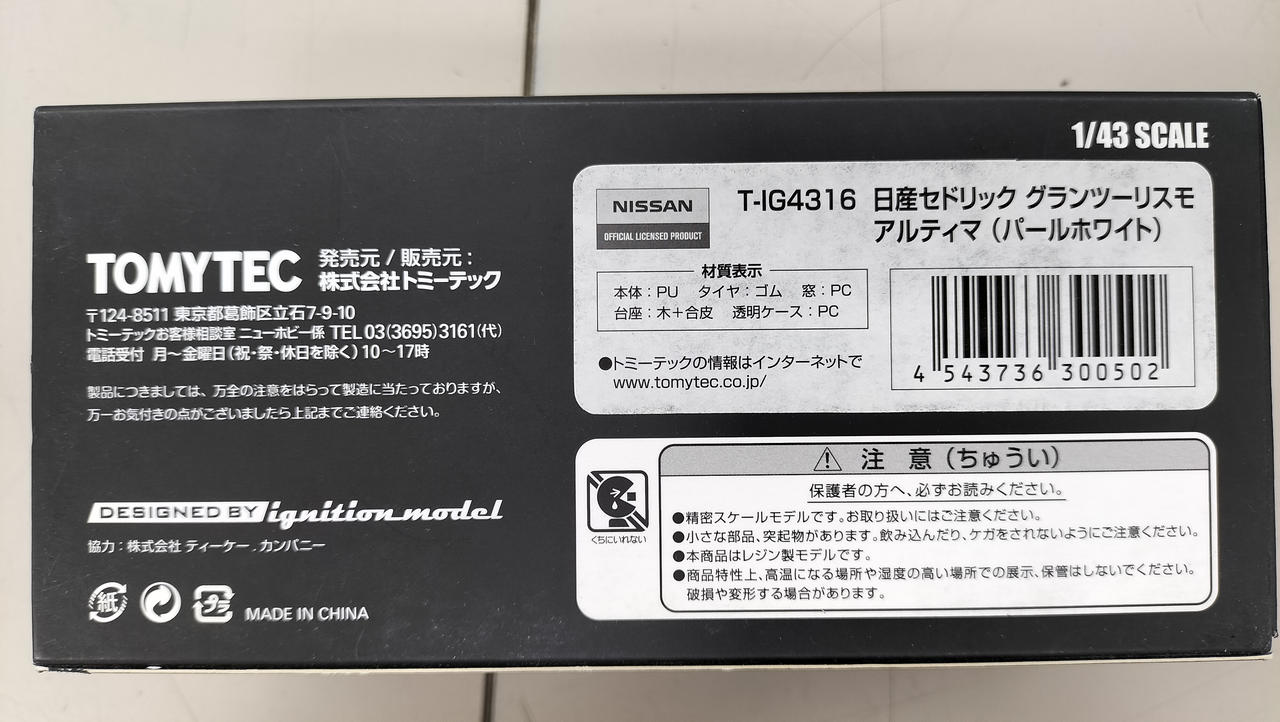 1/43 SCALE
TOMYTEC 発売元 / 販売元:
株式会社トミーテック
〒124-8511 東京都葛飾区立石7-9-10
トミーテックお客様相談室 ニューホビー係 TEL 03(3695)3161(代)
電話受付 月~金曜日(祝・祭・休日を除く)10~17時
製品につきましては、万全の注意をはらって製造に当たっておりますが、
万一お気付きの点がございましたら上記までご連絡ください。
DESIGNED BY ignition model
協力:株式会社 ティーケー.カンパニー
紙
プラ
MADE IN CHINA
NISSAN
OFFICIAL LICENSED PRODUCT
T-IG4316 日産セドリック グランツーリスモ
アルティマ(パールホワイト)
材質表示
本体:PU タイヤ:ゴム 窓:PC
台座:木+合皮 透明ケース:PC
●トミーテックの情報はインターネットで
www.tomytec.co.jp/
4 543736 300502
くちにいれない
注 意(ちゅうい)
保護者の方へ、必ずお読みください。
●精密スケールモデルです。お取り扱いにはご注意ください。
●小さな部品、突起物があります。飲み込んだり、ケガをされないようにご注意ください。
●本商品はレジン製モデルです。
●商品特性上、高温になる場所や湿度の高い場所での展示、保管はしないでください。
破損や変形する場合があります。